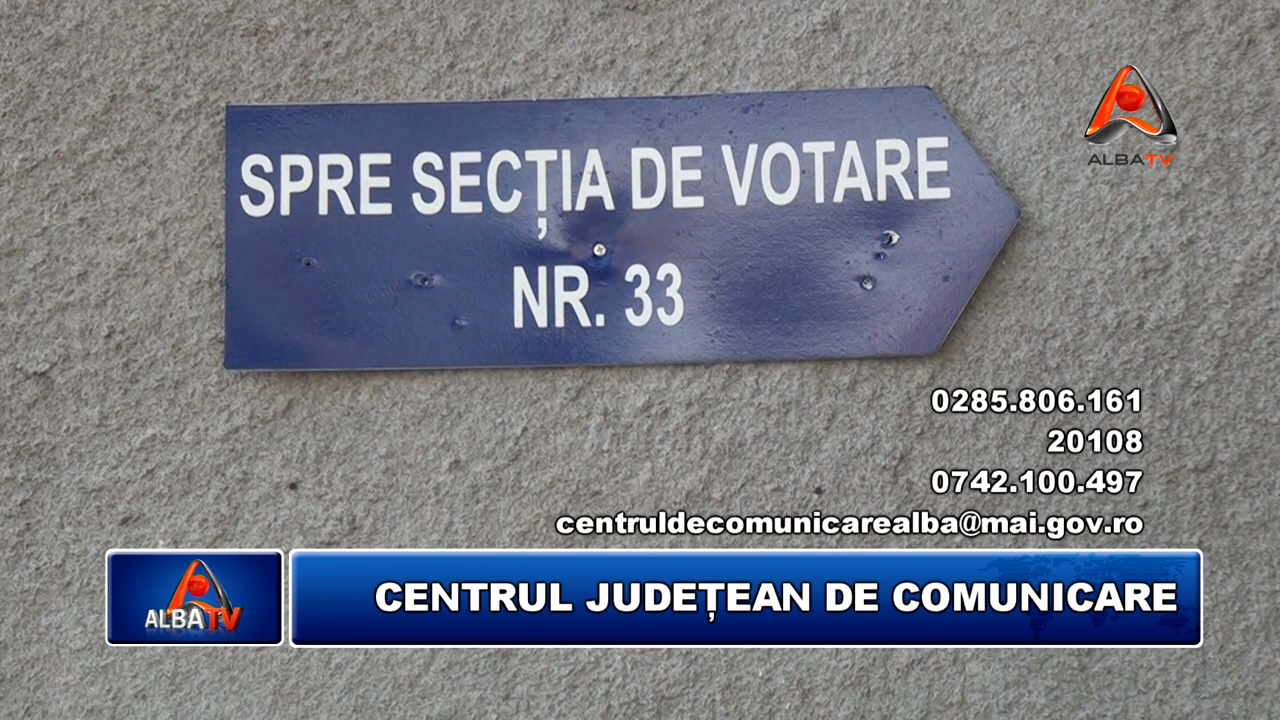 SPRE SECȚIA DE VOTARE
NR. 33
ALBATV
0285.806.161
20108
0742.100.497
centruldecomunicarealba@mai.gov.ro
ALBATV
CENTRUL JUDEȚEAN DE COMUNICARE